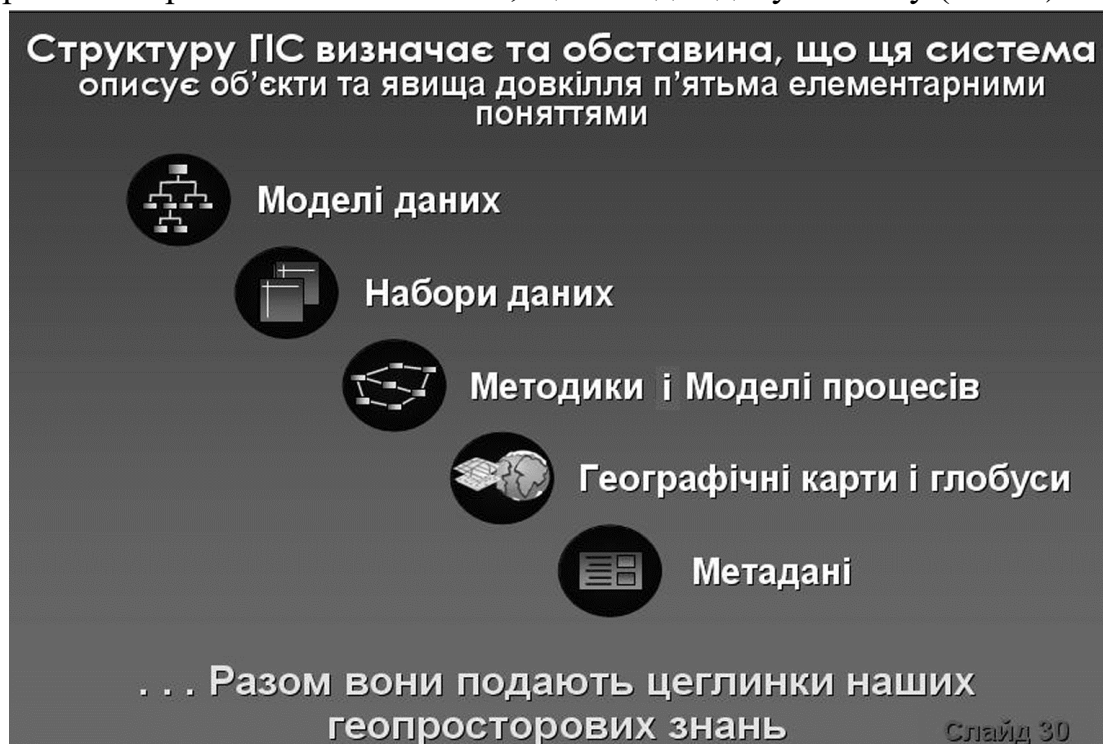 Структуру ГІС визначає та обставина, що ця система
описує об’єкти та явища довкілля п’ятьма елементарними
поняттями
Моделі даних
Набори даних
Методики і Моделі процесів
Географічні карти і глобуси
Метадані
. . . Разом вони подають цеглинки наших
геопросторових знань
Слайд 30